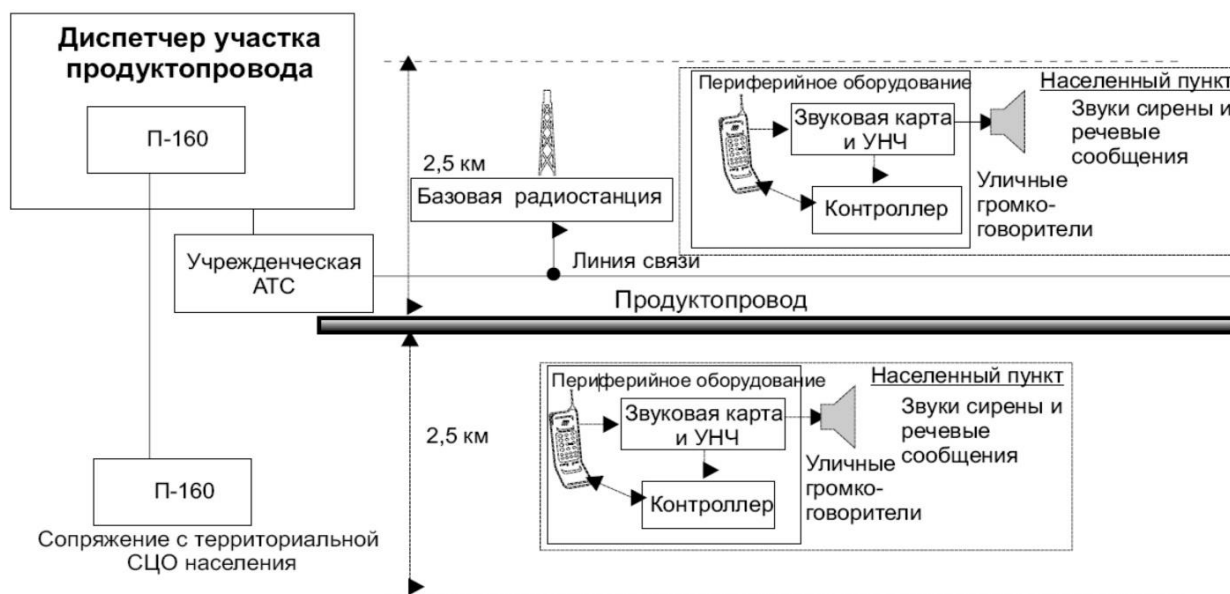 Диспетчер участка
продуктопровода
П-160
Учрежденческая
АТС
П-160
Сопряжение с территориальной
СЦО населения
2,5 км
Базовая радиостанция
Линия связи
Продуктопровод
2,5 км
Периферийное оборудование
Звуковая карта
и УНЧ
Контроллер
Населенный пункт
Звуки сирены и
речевые
сообщения
Уличные
громко-
говорители
Периферийное оборудование
Звуковая карта
и УНЧ
Контроллер
Населенный пункт
Звуки сирены и
речевые
сообщения
Уличные
громко-
говорители